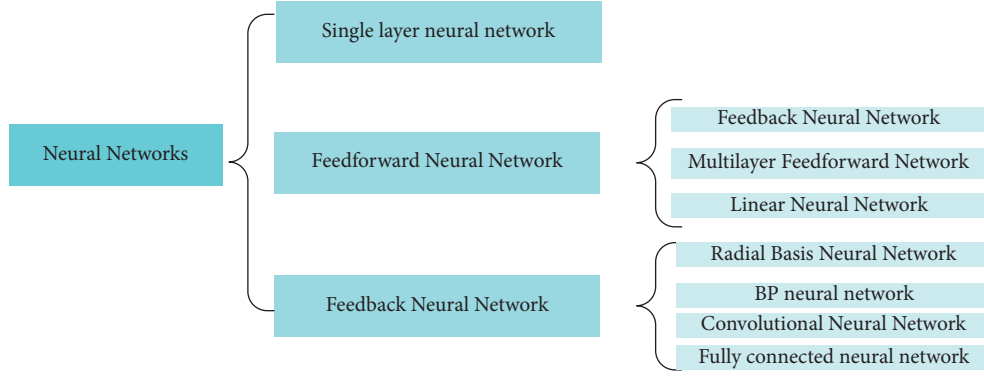 Neural Networks
Single layer neural network
Feedforward Neural Network
Feedback Neural Network
Multilayer Feedforward Network
Linear Neural Network
Feedback Neural Network
Radial Basis Neural Network
BP neural network
Convolutional Neural Network
Fully connected neural network